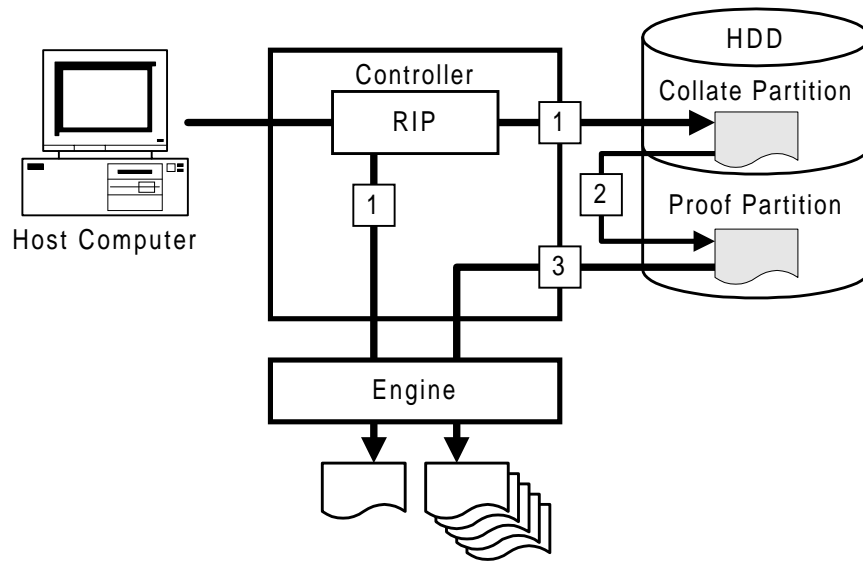 HDD
Controller
Collate Partition
RIP
1
2
1
Proof Partition
Host Computer
3
Engine